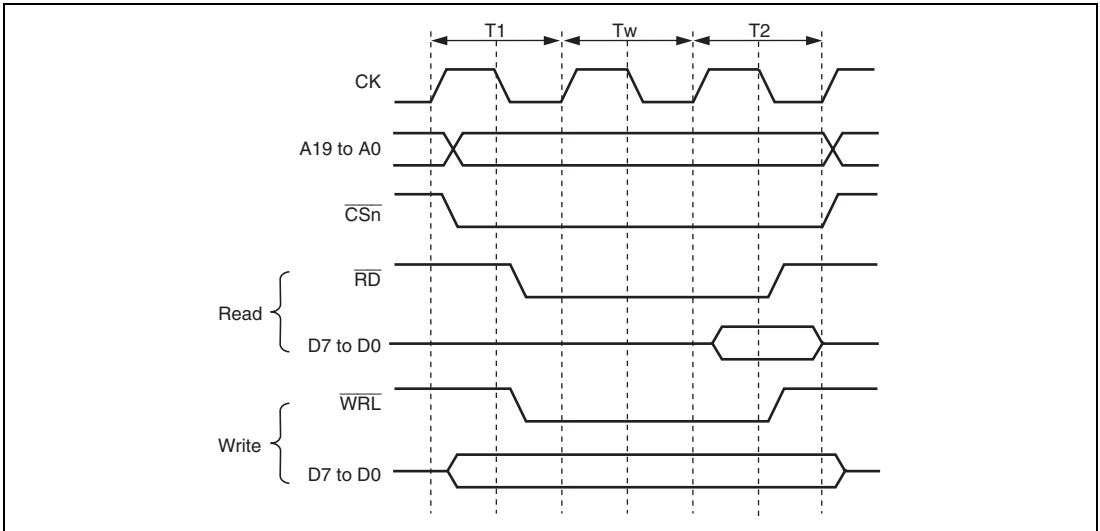 T1 Tw T2
CK
A19 to A0
CSn
RD
Read
D7 to D0
WRL
Write
D7 to D0